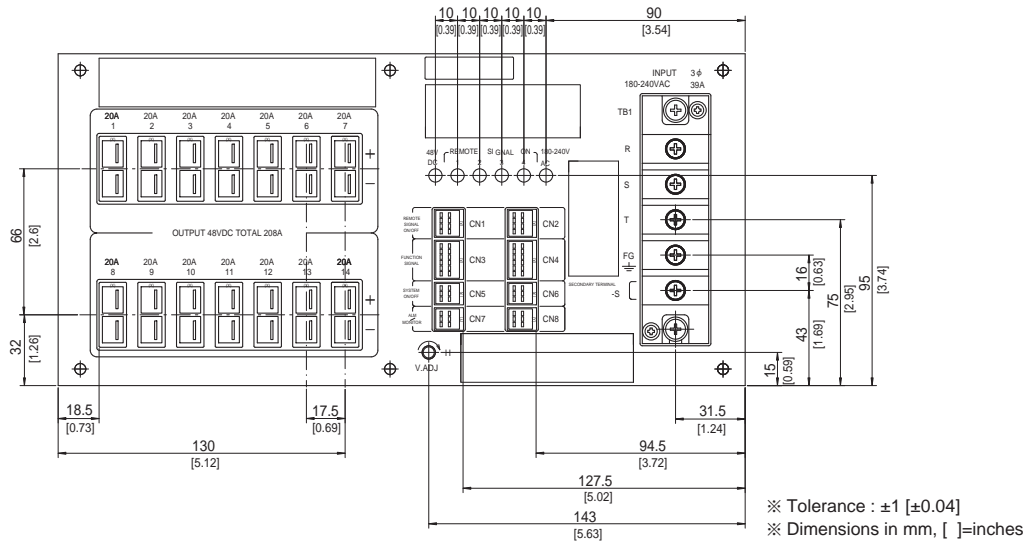 10 10 10 10 10 90
[0.39] [0.39] [0.39] [0.39] [0.39] [3.54]
INPUT 3φ
180-240VAC 39A
TB1
20A 20A 20A 20A 20A 20A 20A
1 2 3 4 5 6 7
+
−
48V DC
REMOTE SIGNAL ON
1 2 3 4
180-240V AC
R
S
T
FG
SECONDARY TERMINAL
-S
OUTPUT 48VDC TOTAL 208A
REMOTE SIGNAL ON/OFF
CN1 CN2
FUNCTION SIGNAL
CN3 CN4
SYSTEM ON/OFF
CN5 CN6
ALM MONITOR
CN7 CN8
20A 20A 20A 20A 20A 20A 20A
8 9 10 11 12 13 14
+
−
V.ADJ
66
[2.6]
32
[1.26]
16
[0.63]
43
[1.69]
75
[2.95]
95
[3.74]
15
[0.59]
18.5
[0.73]
17.5
[0.69]
130
[5.12]
31.5
[1.24]
94.5
[3.72]
127.5
[5.02]
143
[5.63]
※ Tolerance : ±1 [±0.04]
※ Dimensions in mm, [ ]=inches